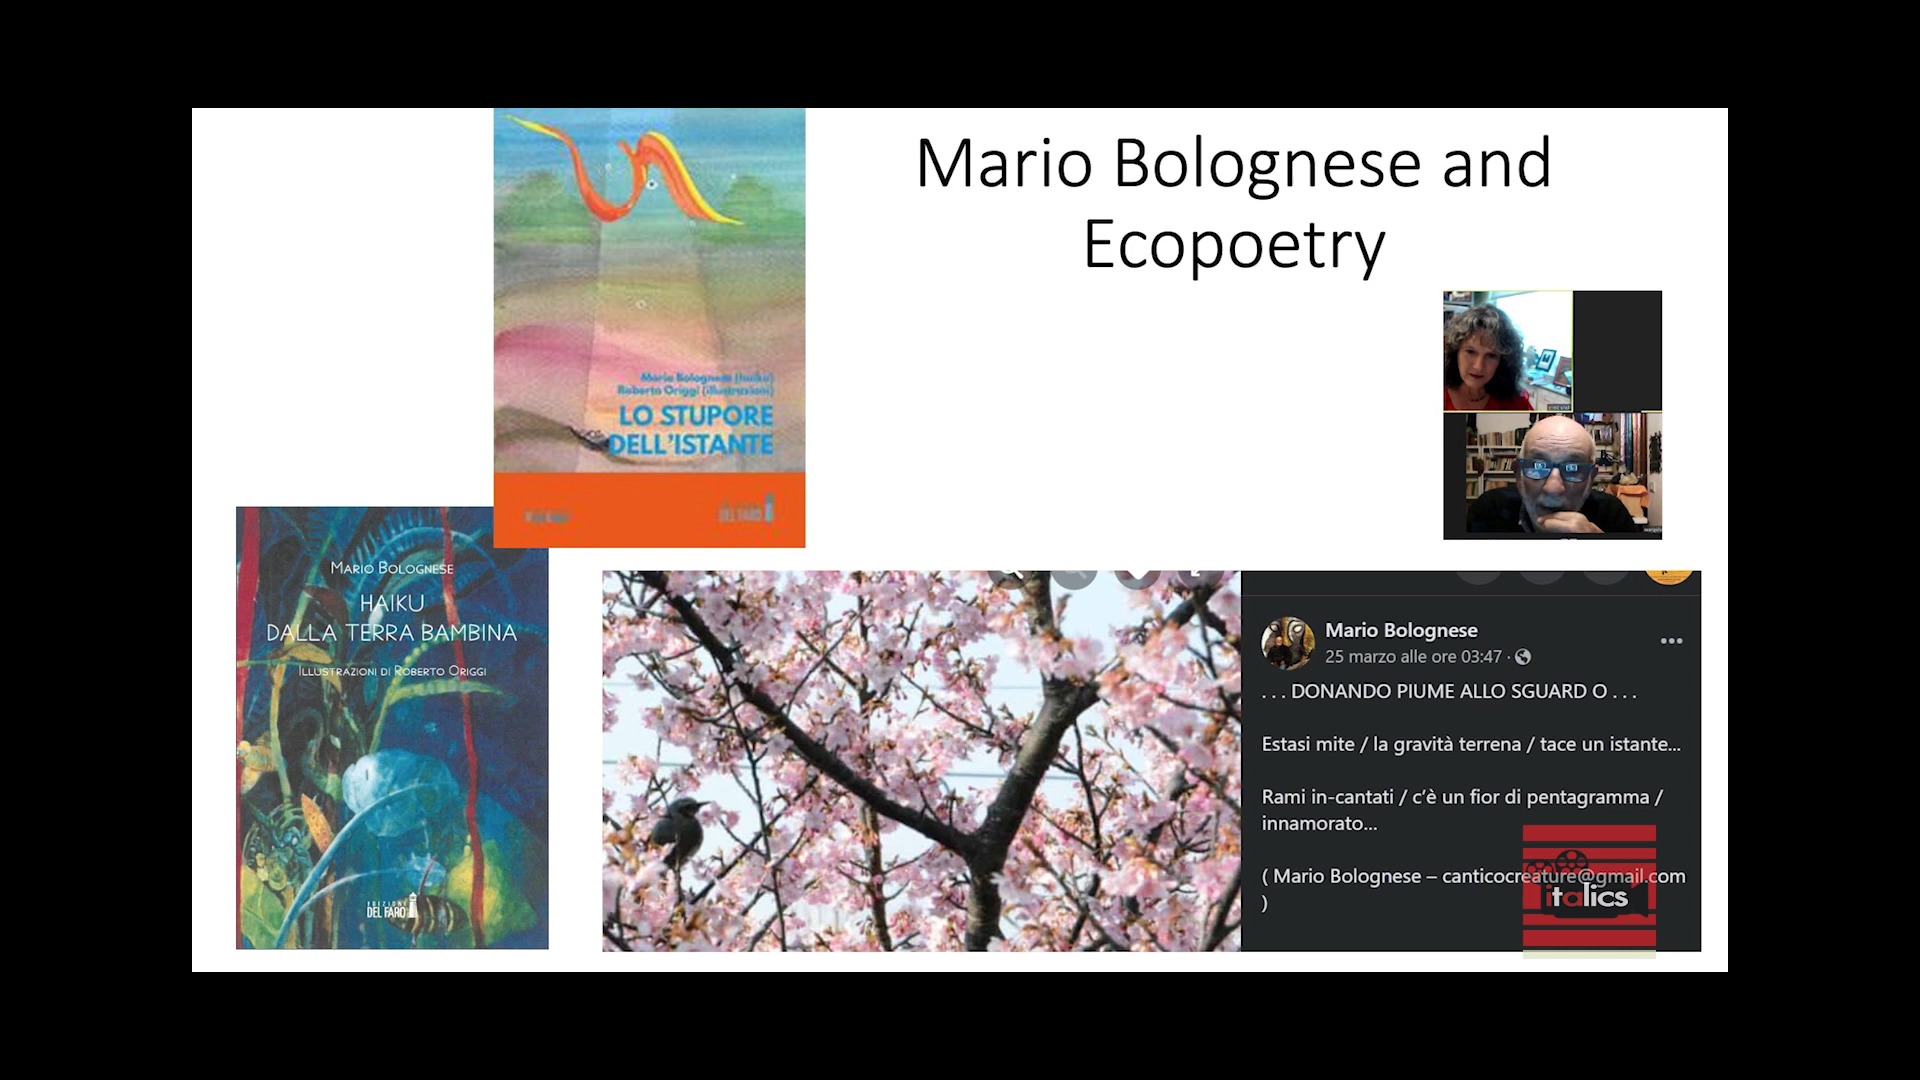 Mario Bolognese and
Ecopoetry
Mario Bolognese (haiku)
Roberto Origgi (illustrazioni)
LO STUPORE
DELL'ISTANTE
DEL FARO
MARIO BOLOGNESE
HAIKU
DALLA TERRA BAMBINA
ILLUSTRAZIONI DI ROBERTO ORIGGI
EDIZIONI
DEL FARO
Mario Bolognese
25 marzo alle ore 03:47 ·
. . . DONANDO PIUME ALLO SGUARD O . . .
Estasi mite / la gravità terrena / tace un istante...
Rami in-cantati / c'è un fior di pentagramma /
innamorato...
( Mario Bolognese – canticocreature@gmail.com
)
italics